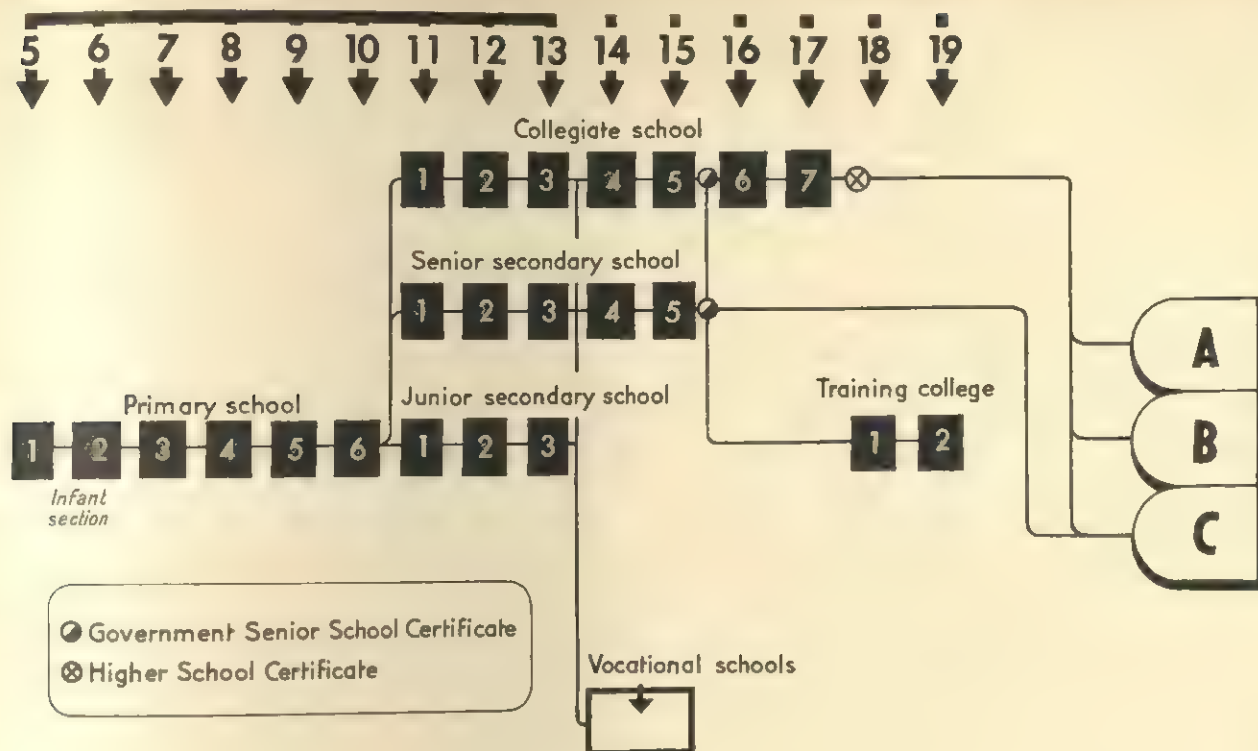 5 6 7 8 9 10 11 12 13 14 15 16 17 18 19
Collegiate school
1 2 3 4 5 6 7
Senior secondary school
1 2 3 4 5
A
Primary school
Junior secondary school
Training college
1 2 3 4 5 6 1 2 3
1 2
B
Infant
section
C
Government Senior School Certificate
Higher School Certificate
Vocational schools